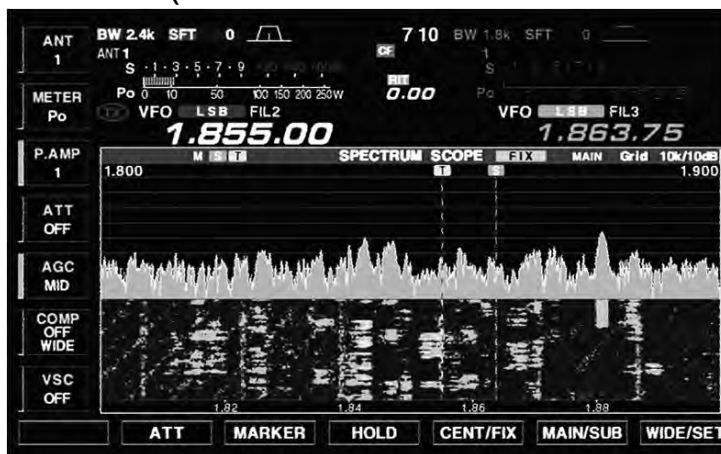 ANT 1
BW 2.4k SFT 0
7 10 BW 1.8k SFT 0
ANT 1
CF
1
S 1 3 5 7 9
S
METER Po
Po 0 10 50 100 150 200 250W
RIT
0.00
Po
TX VFO LSB FIL2
VFO LSB FIL3
1.855.00
1.863.75
P.AMP 1
M S T SPECTRUM SCOPE FIX MAIN Grid 10k/10dB
1.800 T S 1.900
ATT OFF
AGC MID
COMP OFF WIDE
VSC OFF
1.82 1.84 1.86 1.88
ATT MARKER HOLD CENT/FIX MAIN/SUB WIDE/SET